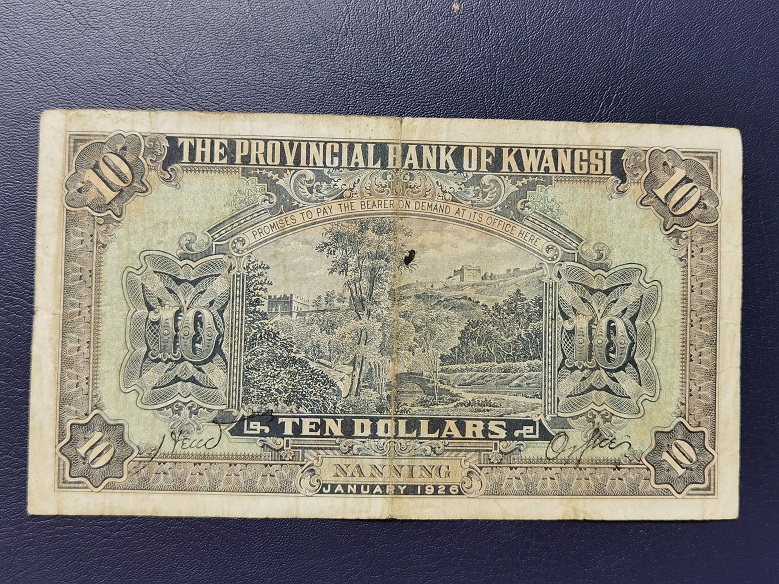 10 THE PROVINCIAL BANK OF KWANGSI 10
PROMISES TO PAY THE BEARER ON DEMAND AT ITS OFFICE HERE
10 10
TEN DOLLARS
10 10
NANNING
JANUARY 1926